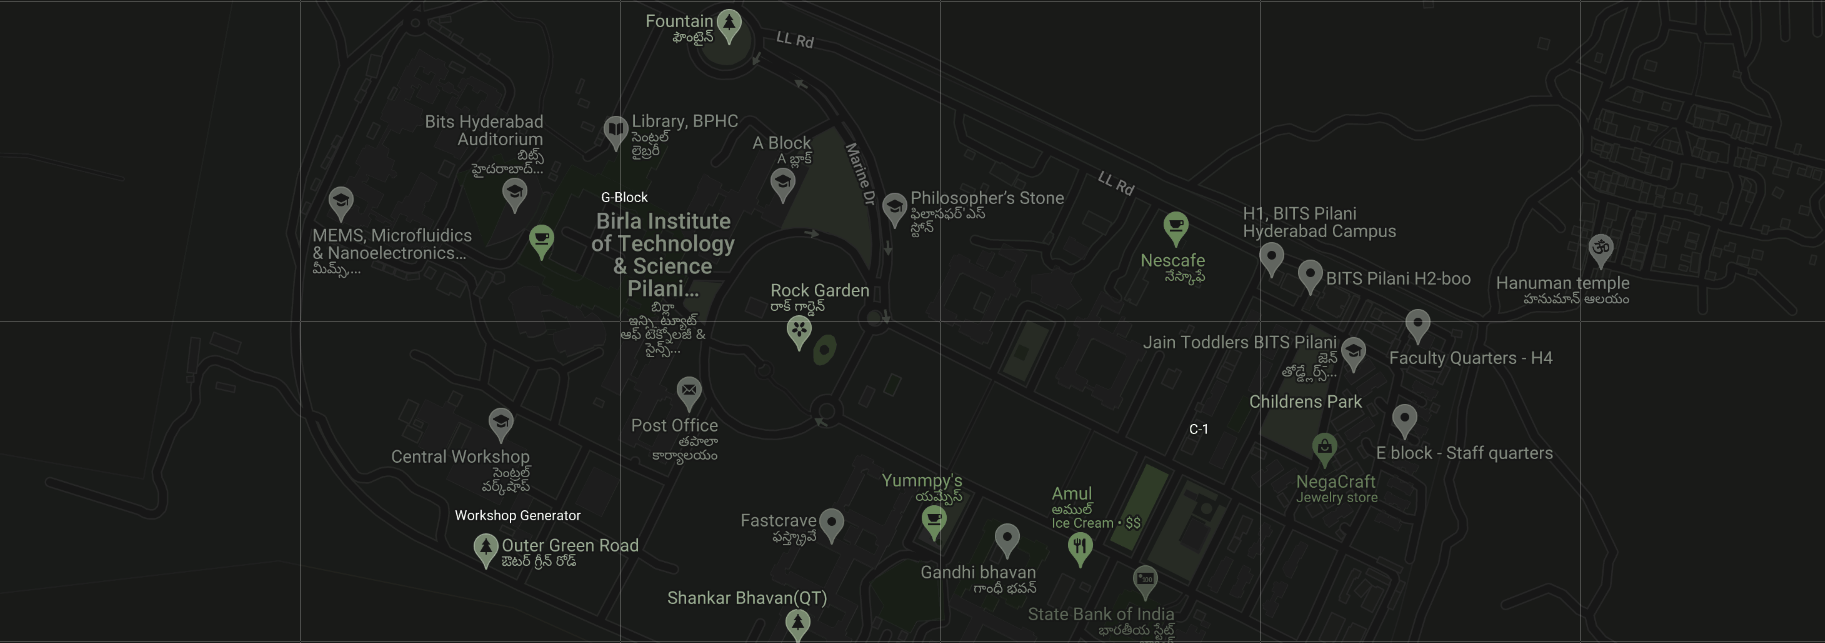 Fountain
ఫౌంటైన్
LL Rd
Bits Hyderabad
Auditorium
బిట్స్
హైదరాబాద్...
Library, BPHC
సెంట్రల్
లైబ్రరీ
A Block
A బ్లాక్
Marine Dr
LL Rd
Philosopher's Stone
ఫిలాసఫర్'ఎస్
స్టోన్
G-Block
Birla Institute
of Technology
& Science
Pilani...
బిర్లా
ఇన్స్టిట్యూట్
ఆఫ్ టెక్నోలజీ &
సైన్స్...
MEMS, Microfluidics
& Nanoelectronics...
మీమ్స్,...
H1, BITS Pilani
Hyderabad Campus
Nescafe
నేస్కాఫే
BITS Pilani H2-boo
Hanuman temple
హనుమాన్ ఆలయం
Rock Garden
రాక్ గార్డెన్
Jain Toddlers BITS Pilani
జైన్
తోడ్డ్లేర్స్...
Faculty Quarters - H4
Childrens Park
Post Office
తపాలా
కార్యాలయం
C-1
E block - Staff quarters
Central Workshop
సెంట్రల్
వర్క్‌షాప్
NegaCraft
Jewelry store
Yummpy's
యమ్పేస్
Amul
అముల్
Ice Cream • $$
Workshop Generator
Fastcrave
ఫస్ట్క్రావే
Outer Green Road
ఔటర్ గ్రీన్ రోడ్
Gandhi bhavan
గాంధీ భవన్
Shankar Bhavan(QT)
State Bank of India
భారతీయ స్టేట్